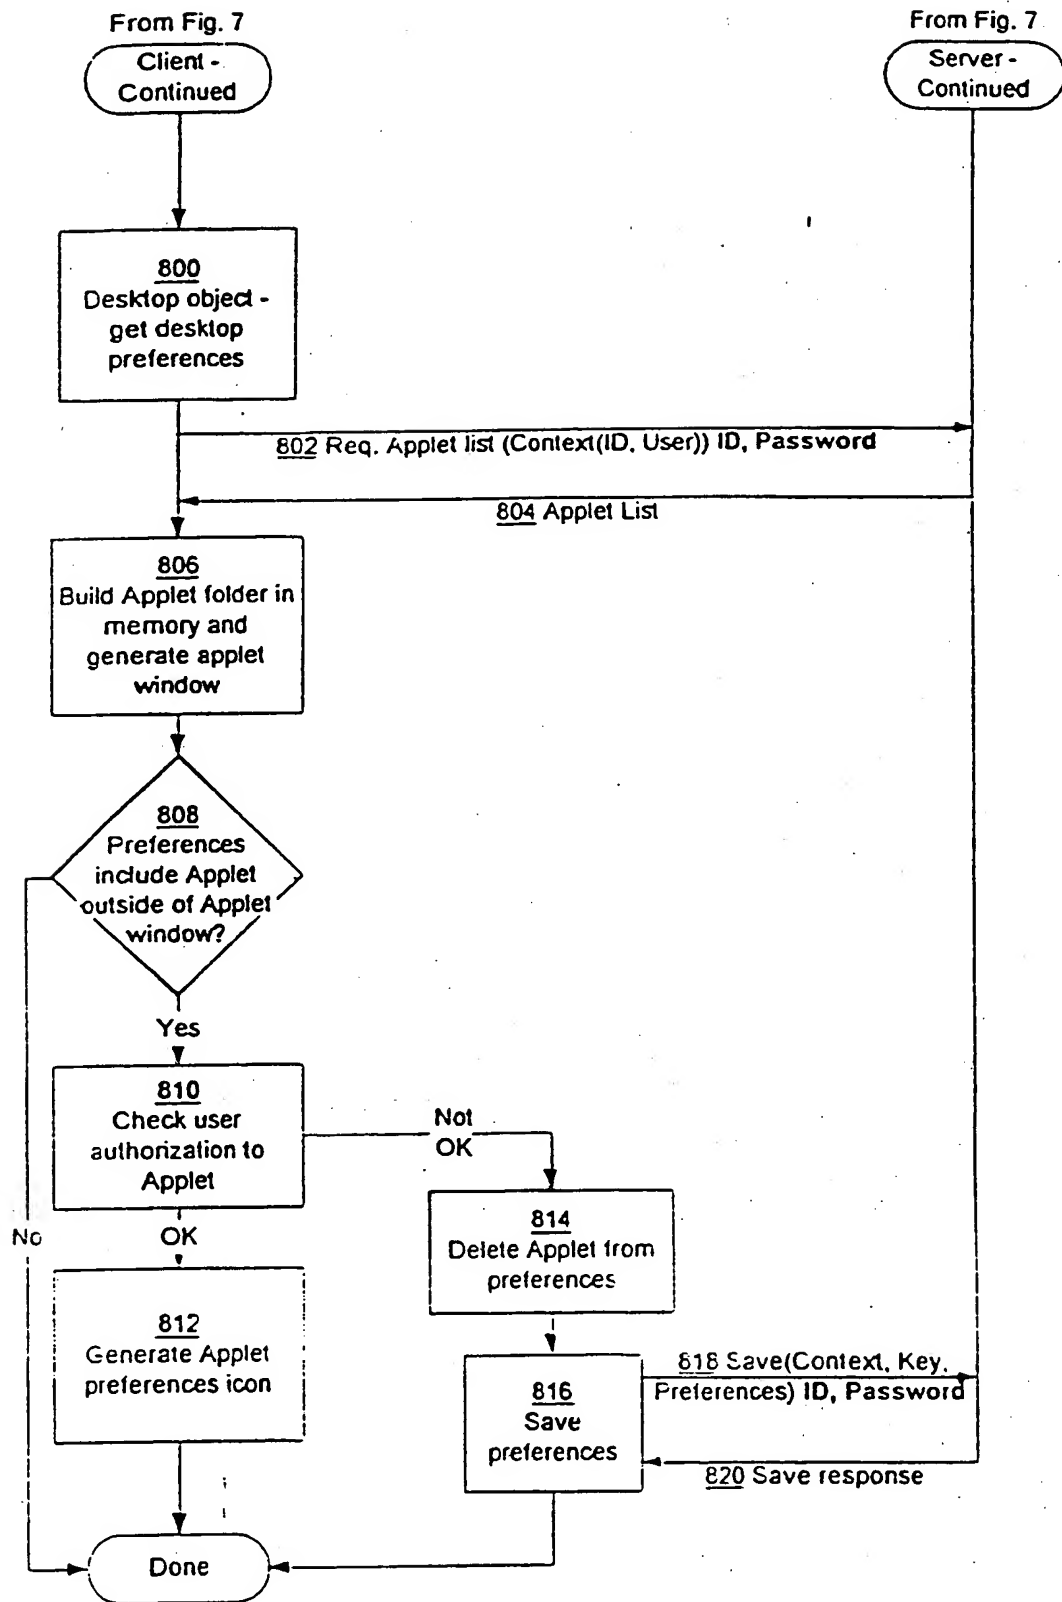 From Fig. 7
Client -
Continued
From Fig. 7
Server -
Continued
800
Desktop object -
get desktop
preferences
802 Req. Applet list (Context(ID, User)) ID, Password
804 Applet List
806
Build Applet folder in
memory and
generate applet
window
808
Preferences
include Applet
outside of Applet
window?
Yes
810
Check user
authorization to
Applet
Not
OK
No
OK
814
Delete Applet from
preferences
812
Generate Applet
preferences icon
816
Save
preferences
818 Save(Context, Key,
Preferences) ID, Password
820 Save response
Done